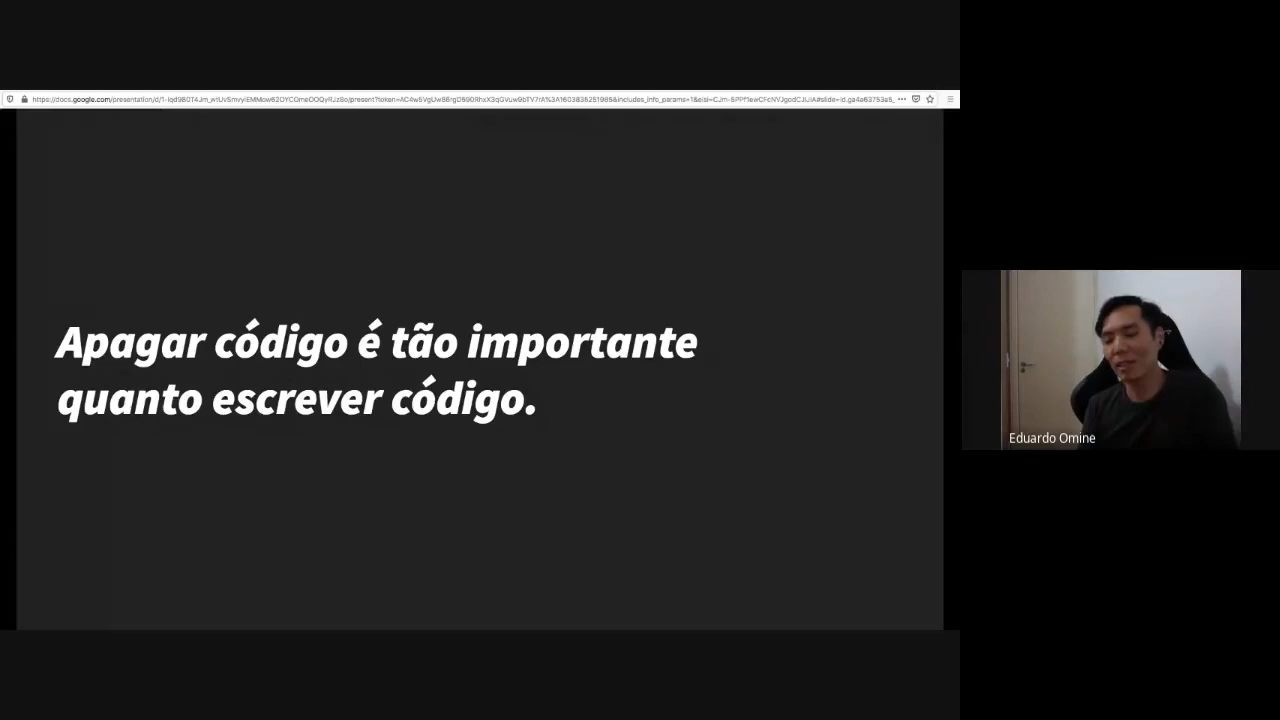 Apagar código é tão importante
quanto escrever código.
Eduardo Omine